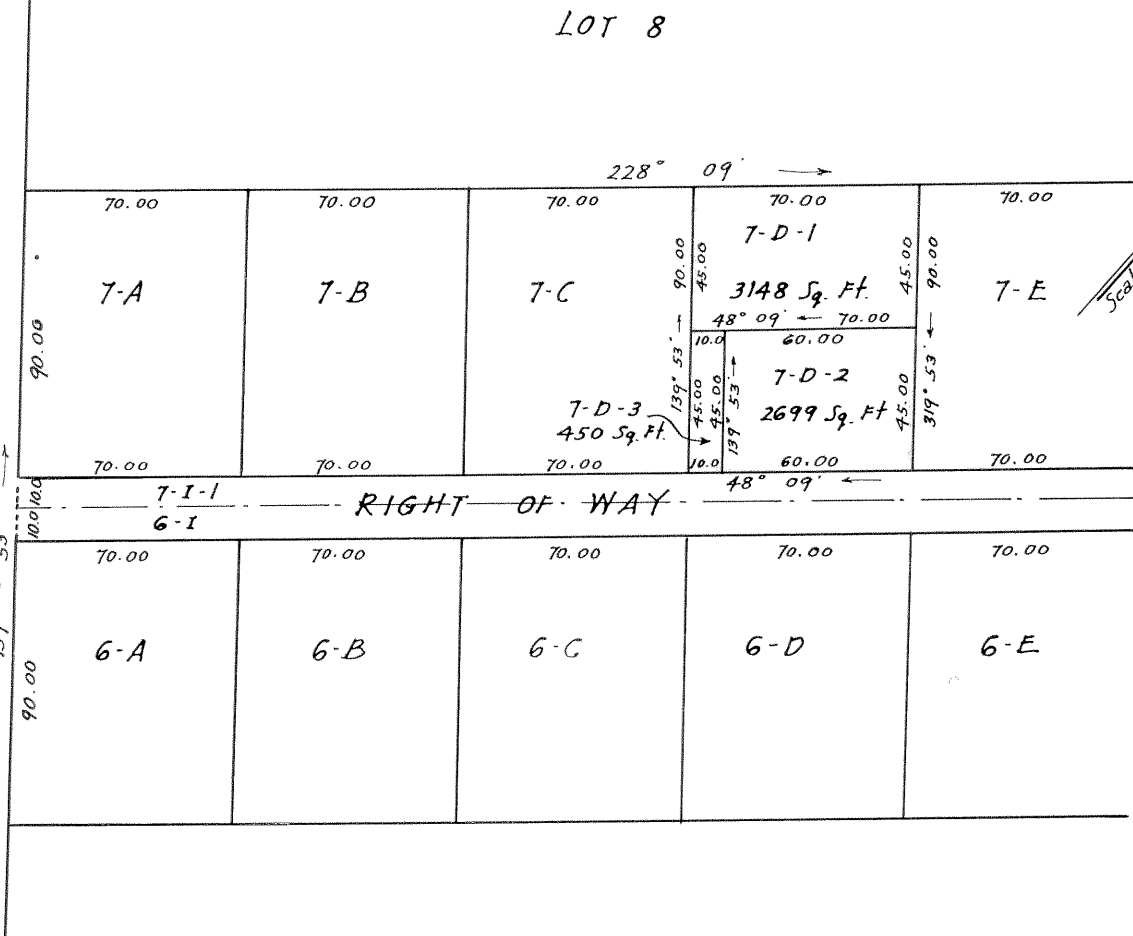 LOT 8
228° 09'
70.00
70.00
70.00
70.00
70.00
7-A
7-B
7-C
7-D-1
7-E
3148 Sq. Ft.
90.00
90.00
45.00
45.00
90.00
48° 09' 70.00
10.0
60.00
7-D-2
2699 Sq. Ft
139° 53'
45.00
45.00
139° 53'
45.00
319° 53'
7-D-3
450 Sq. Ft.
70.00
70.00
70.00
10.0
60.00
70.00
48° 09'
7-I-1
RIGHT OF WAY
6-I
10.0
10.0
70.00
70.00
70.00
70.00
70.00
6-A
6-B
6-C
6-D
6-E
90.00